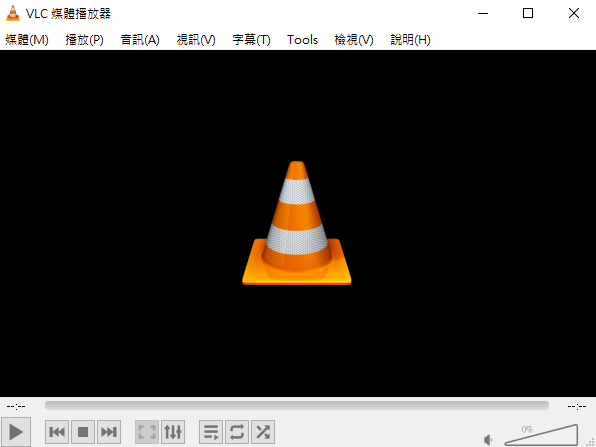 VLC 媒體播放器
媒體(M) 播放(P) 音訊(A) 視訊(V) 字幕(T) Tools 檢視(V) 說明(H)
--:-- --:--
0%